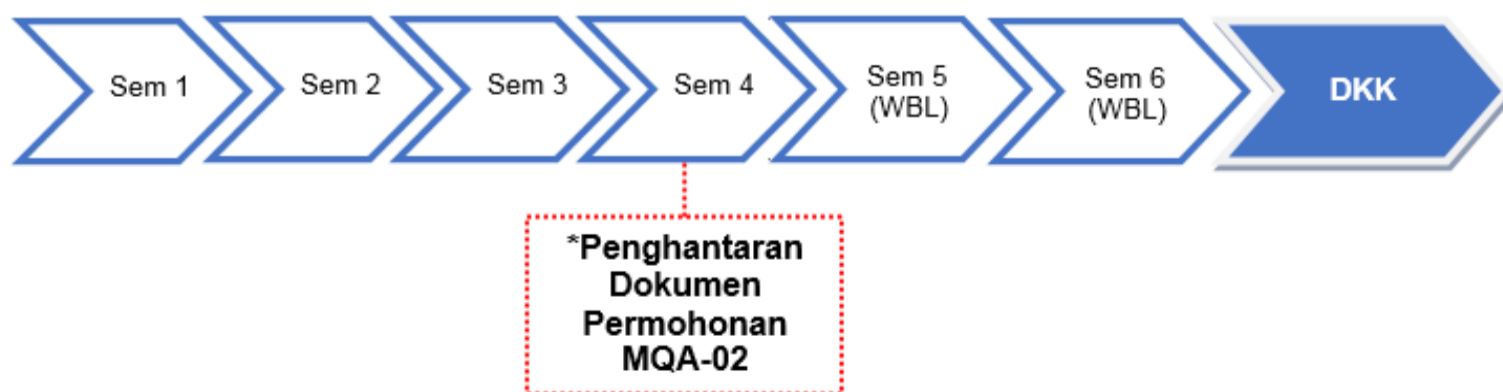 Sem 1
Sem 2
Sem 3
Sem 4
Sem 5
(WBL)
Sem 6
(WBL)
DKK
*Penghantaran
Dokumen
Permohonan
MQA-02